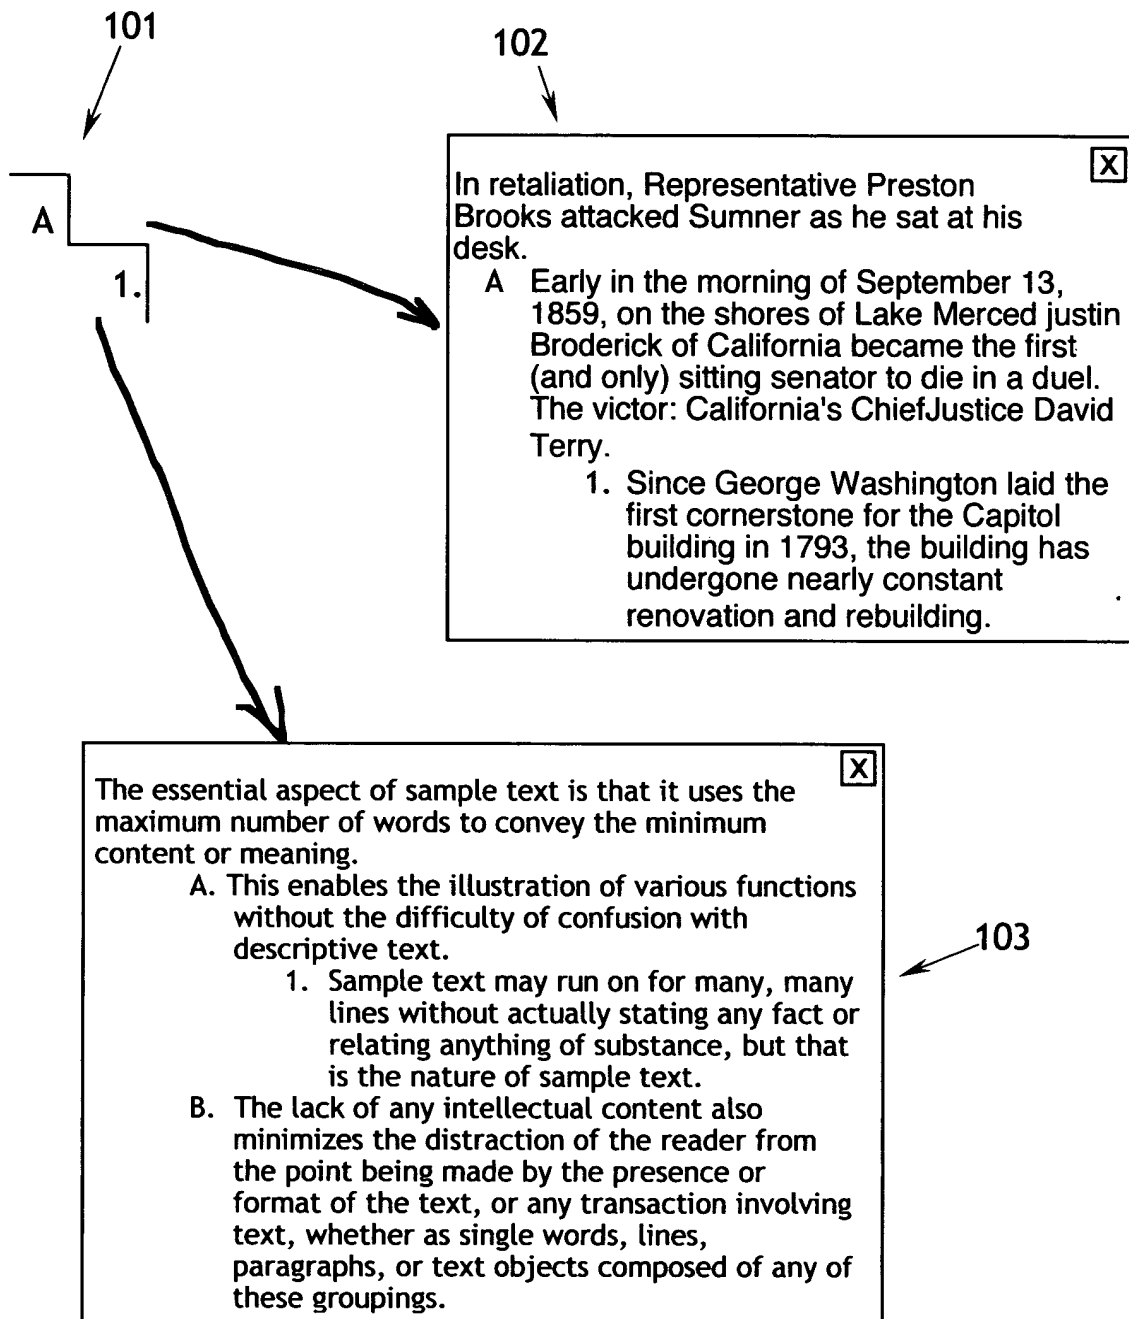 101
102
A
1.
X
In retaliation, Representative Preston
Brooks attacked Sumner as he sat at his
desk.
A Early in the morning of September 13,
1859, on the shores of Lake Merced justin
Broderick of California became the first
(and only) sitting senator to die in a duel.
The victor: California's ChiefJustice David
Terry.
1. Since George Washington laid the
first cornerstone for the Capitol
building in 1793, the building has
undergone nearly constant
renovation and rebuilding.
X
The essential aspect of sample text is that it uses the
maximum number of words to convey the minimum
content or meaning.
A. This enables the illustration of various functions
without the difficulty of confusion with
descriptive text.
1. Sample text may run on for many, many
lines without actually stating any fact or
relating anything of substance, but that
is the nature of sample text.
B. The lack of any intellectual content also
minimizes the distraction of the reader from
the point being made by the presence or
format of the text, or any transaction involving
text, whether as single words, lines,
paragraphs, or text objects composed of any of
these groupings.
103